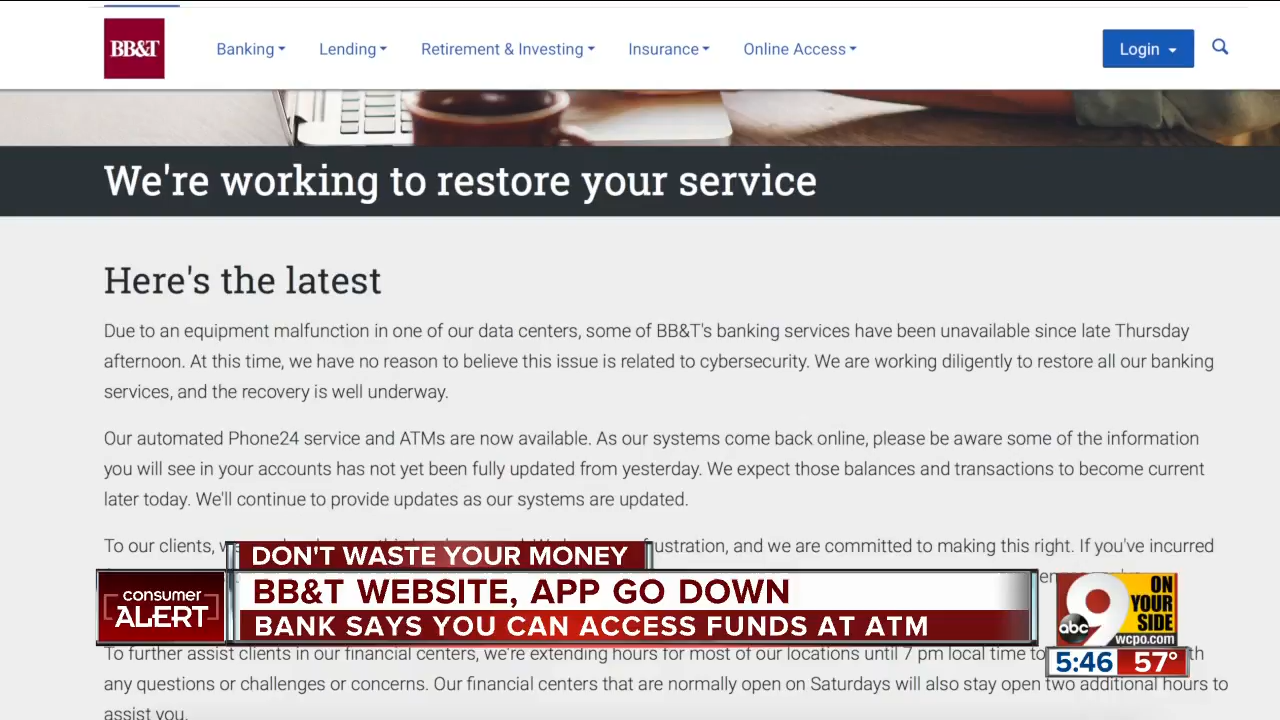 BB&T
Banking
Lending
Retirement & Investing
Insurance
Online Access
Login
We're working to restore your service
Here's the latest
Due to an equipment malfunction in one of our data centers, some of BB&T's banking services have been unavailable since late Thursday
afternoon. At this time, we have no reason to believe this issue is related to cybersecurity. We are working diligently to restore all our banking
services, and the recovery is well underway.
Our automated Phone24 service and ATMs are now available. As our systems come back online, please be aware some of the information
you will see in your accounts has not yet been fully updated from yesterday. We expect those balances and transactions to become current
later today. We'll continue to provide updates as our systems are updated.
To our clients, and we are committed to making this right. If you've incurred
DON'T WASTE YOUR MONEY
consumer
ALERT
BB&T WEBSITE, APP GO DOWN
BANK SAYS YOU CAN ACCESS FUNDS AT ATM
9
abc
ON
YOUR
SIDE
wcpo.com
5:46 57°
To further assist clients in our financial centers, we're extending hours for most of our locations until 7 pm local time
any questions or challenges or concerns. Our financial centers that are normally open on Saturdays will also stay open two additional hours to
assist you.